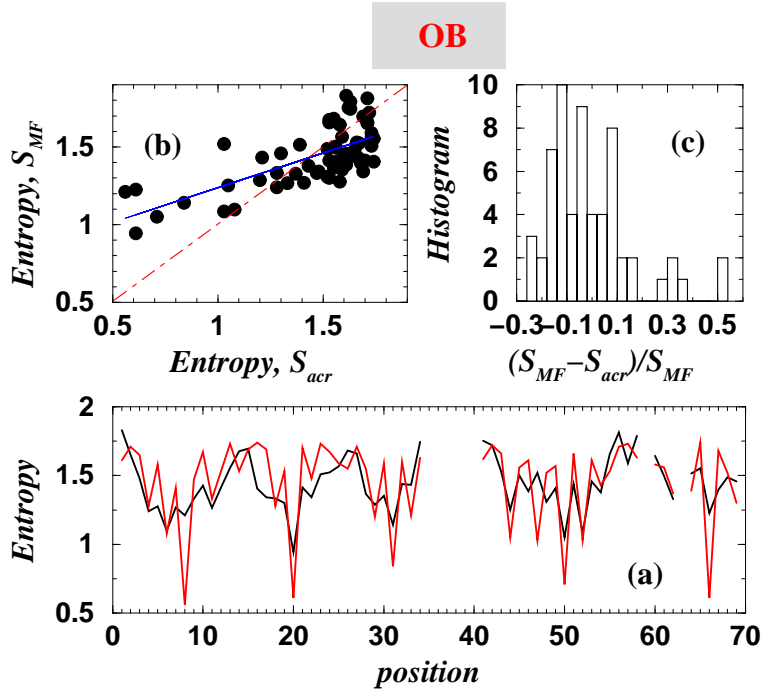 OB
2
1.5
1
0.5
Entropy, S_MF
(b)
0.5 1 1.5
Entropy, S_acr
10
8
6
4
2
0
Histogram
(c)
−0.3 −0.1 0.1 0.3 0.5
(S_MF−S_acr)/S_MF
2
1.5
1
0.5
Entropy
(a)
0 10 20 30 40 50 60 70
position